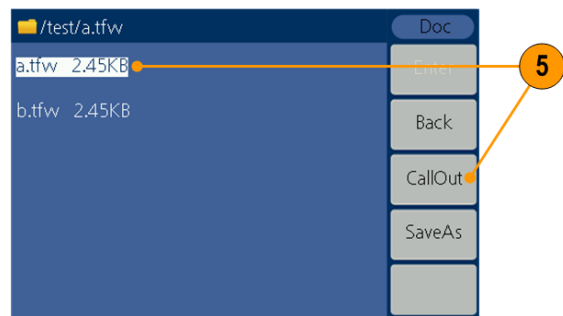 /test/a.tfw
Doc
a.tfw 2.45KB
Enter
5
b.tfw 2.45KB
Back
CallOut
SaveAs